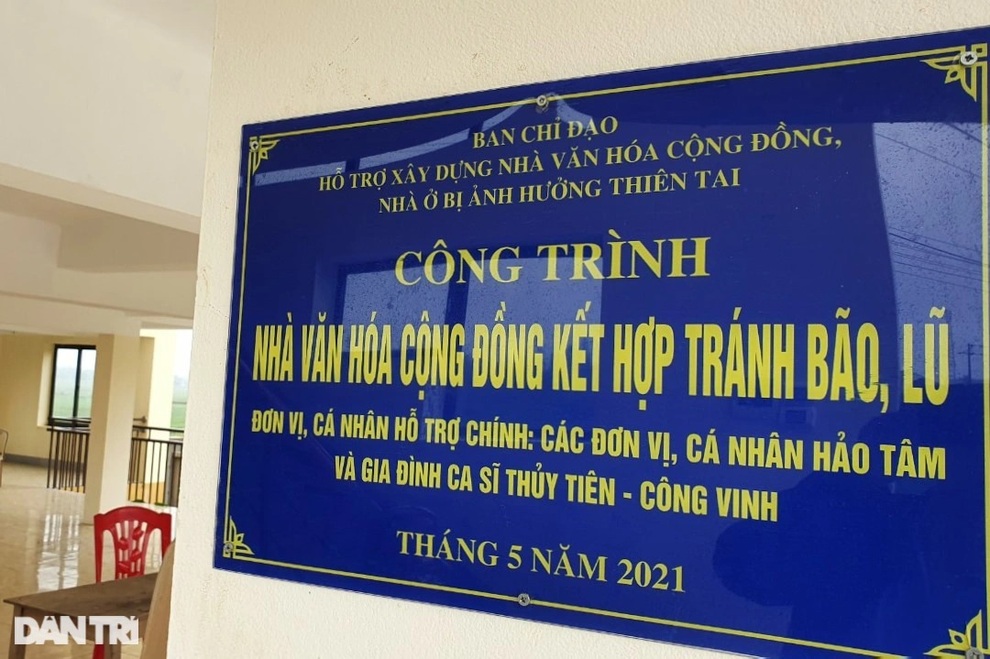 BAN CHỈ ĐẠO
HỖ TRỢ XÂY DỰNG NHÀ VĂN HÓA CỘNG ĐỒNG,
NHÀ Ở BỊ ẢNH HƯỞNG THIÊN TAI
CÔNG TRÌNH
NHÀ VĂN HÓA CỘNG ĐỒNG KẾT HỢP TRÁNH BÃO, LŨ
ĐƠN VỊ, CÁ NHÂN HỖ TRỢ CHÍNH: CÁC ĐƠN VỊ, CÁ NHÂN HẢO TÂM
VÀ GIA ĐÌNH CA SĨ THỦY TIÊN - CÔNG VINH
THÁNG 5 NĂM 2021
DÂN TRÍ